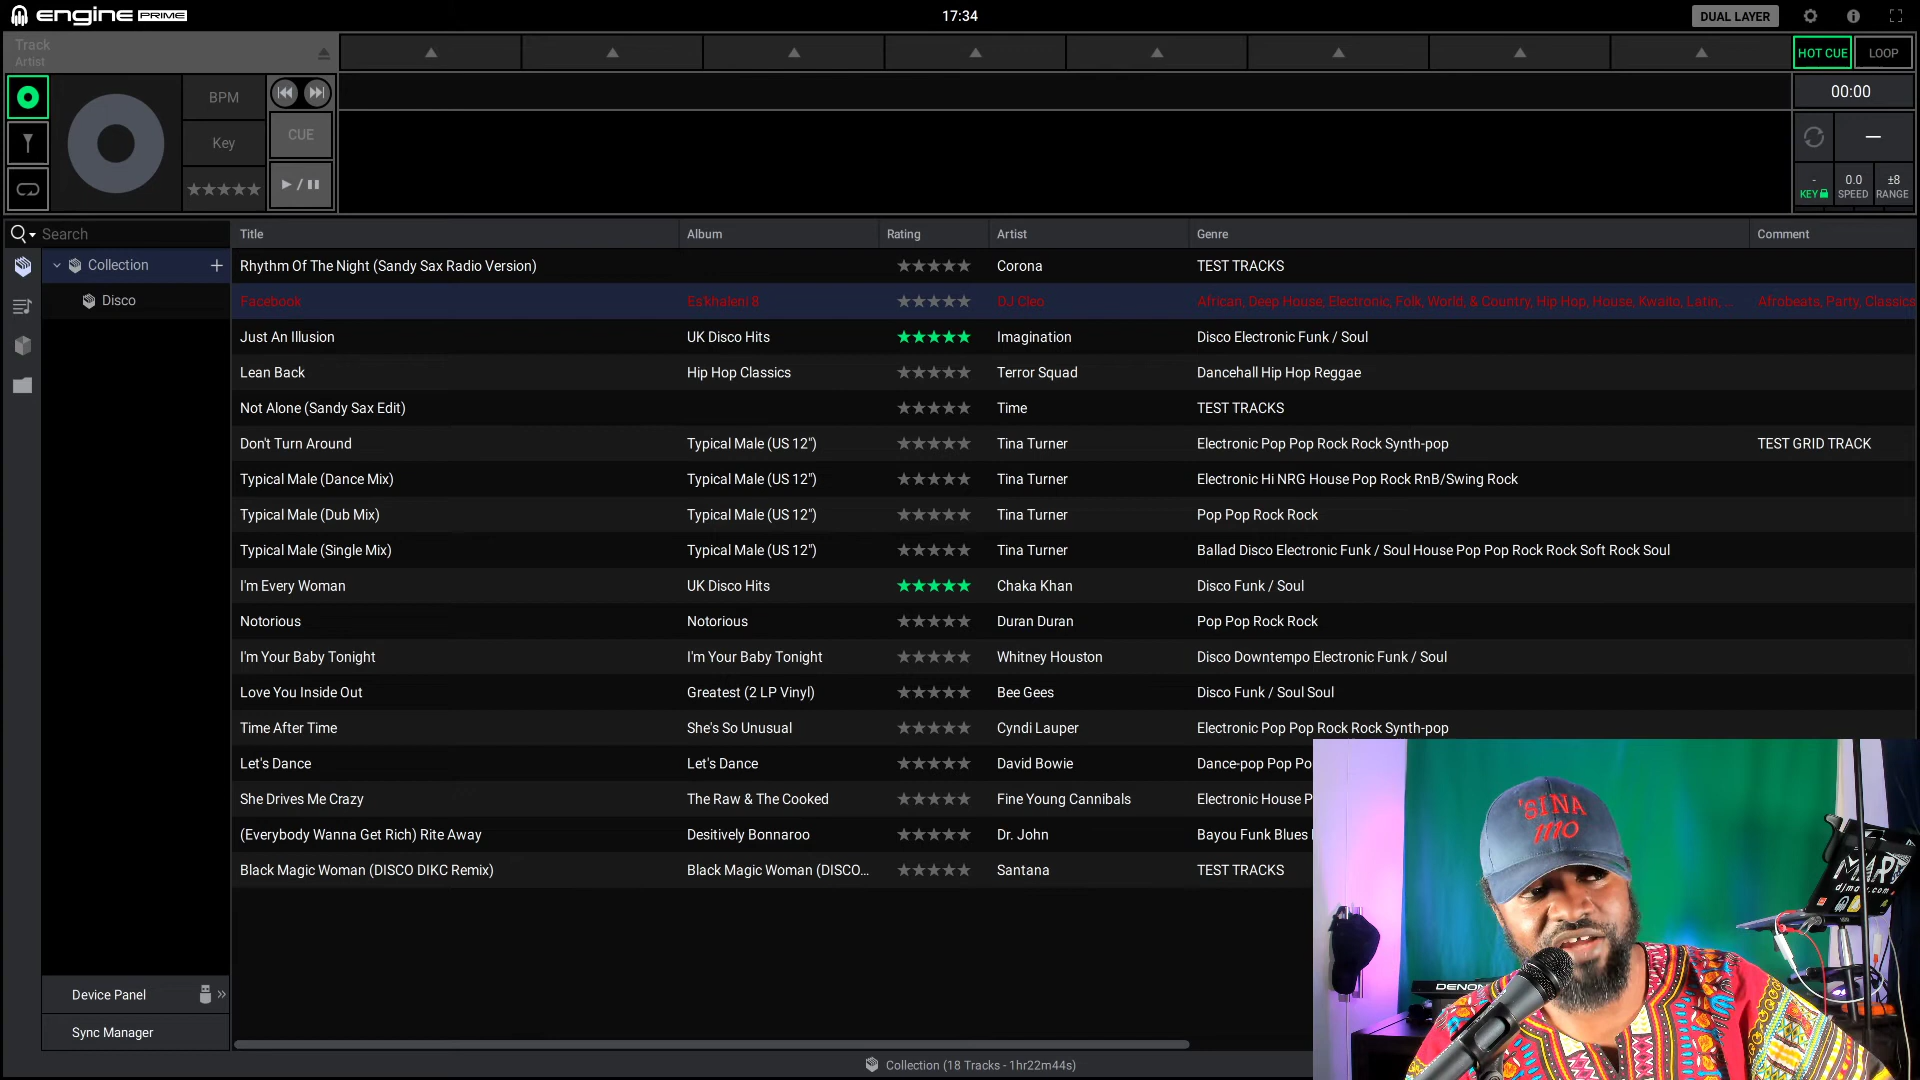 engine PRIME
17:34
DUAL LAYER
Track
Artist
HOT CUE
LOOP
BPM
00:00
CUE
Key
- KEY
0.0 SPEED
±8 RANGE
Search
Title Album Rating Artist Genre Comment
Collection
Disco
Rhythm Of The Night (Sandy Sax Radio Version) Corona TEST TRACKS
Facebook Es'khaleni 8 DJ Cleo African, Deep House, Electronic, Folk, World, & Country, Hip Hop, House, Kwaito, Latin, ... Afrobeats, Party, Classics
Just An Illusion UK Disco Hits Imagination Disco Electronic Funk / Soul
Lean Back Hip Hop Classics Terror Squad Dancehall Hip Hop Reggae
Not Alone (Sandy Sax Edit) Time TEST TRACKS
Don't Turn Around Typical Male (US 12") Tina Turner Electronic Pop Pop Rock Rock Synth-pop TEST GRID TRACK
Typical Male (Dance Mix) Typical Male (US 12") Tina Turner Electronic Hi NRG House Pop Rock RnB/Swing Rock
Typical Male (Dub Mix) Typical Male (US 12") Tina Turner Pop Pop Rock Rock
Typical Male (Single Mix) Typical Male (US 12") Tina Turner Ballad Disco Electronic Funk / Soul House Pop Pop Rock Rock Soft Rock Soul
I'm Every Woman UK Disco Hits Chaka Khan Disco Funk / Soul
Notorious Notorious Duran Duran Pop Pop Rock Rock
I'm Your Baby Tonight I'm Your Baby Tonight Whitney Houston Disco Downtempo Electronic Funk / Soul
Love You Inside Out Greatest (2 LP Vinyl) Bee Gees Disco Funk / Soul Soul
Time After Time She's So Unusual Cyndi Lauper Electronic Pop Pop Rock Rock Synth-pop
Let's Dance Let's Dance David Bowie Dance-pop Pop Po
She Drives Me Crazy The Raw & The Cooked Fine Young Cannibals Electronic House P
(Everybody Wanna Get Rich) Rite Away Desitively Bonnaroo Dr. John Bayou Funk Blues
Black Magic Woman (DISCO DIKC Remix) Black Magic Woman (DISCO... Santana TEST TRACKS
Device Panel
Sync Manager
Collection (18 Tracks - 1hr22m44s)
'SINA
1110
DENON